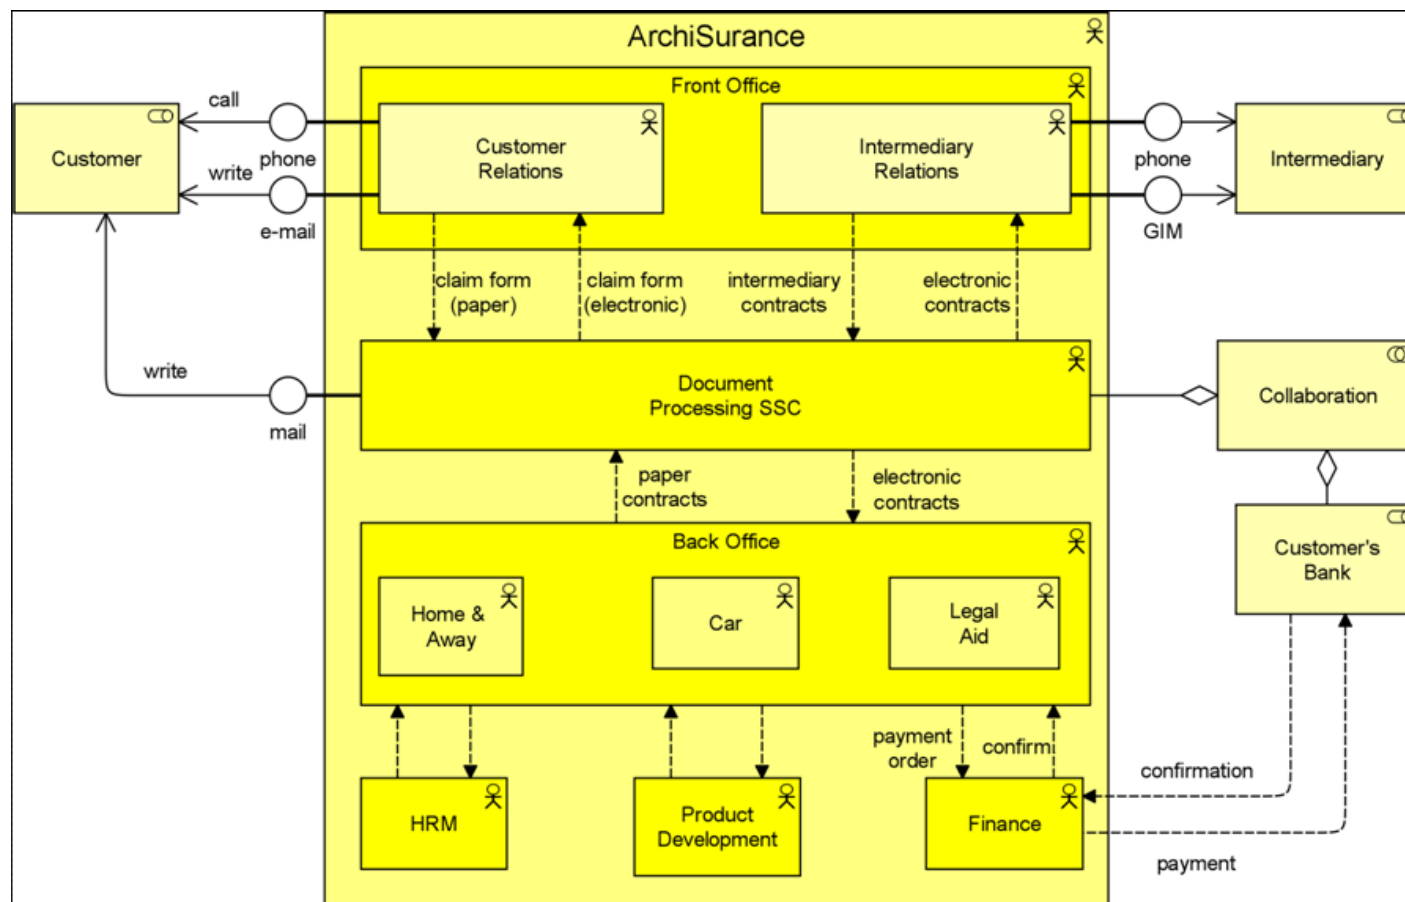 ArchiSurance
Front Office
call
phone
Customer
write
e-mail
Customer
Relations
Intermediary
Relations
phone
GIM
Intermediary
claim form
(paper)
claim form
(electronic)
intermediary
contracts
electronic
contracts
write
mail
Document
Processing SSC
Collaboration
paper
contracts
electronic
contracts
Back Office
Home &
Away
Car
Legal
Aid
Customer's
Bank
payment
order
confirm
confirmation
HRM
Product
Development
Finance
payment